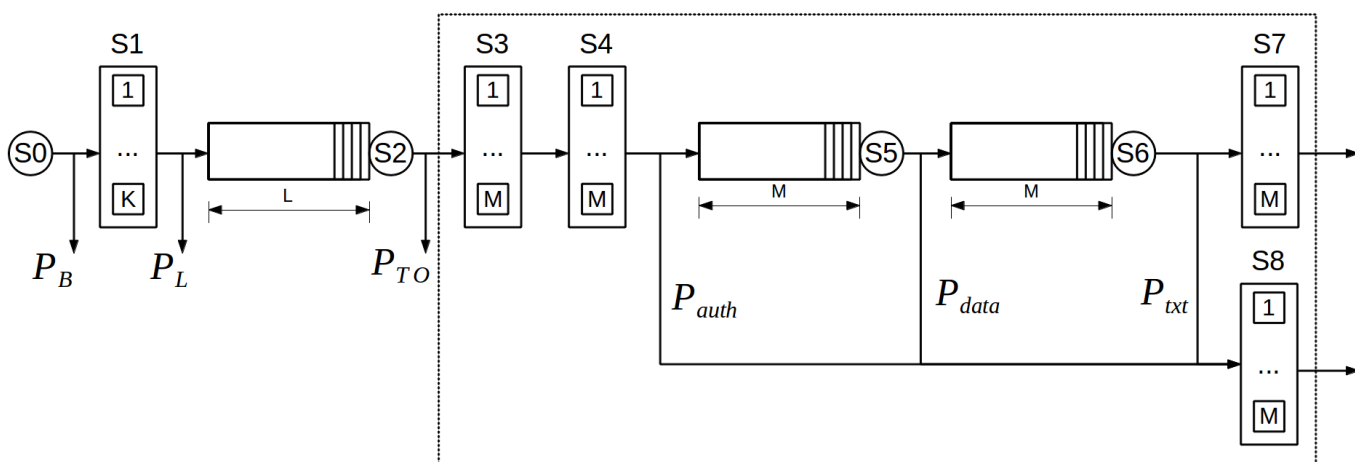 S1
S3
S4
S7
1
1
1
1
S0
...
S2
...
...
S5
S6
...
K
L
M
M
M
M
M
P_B
P_L
P_TO
S8
P_auth
P_data
P_txt
1
...
M